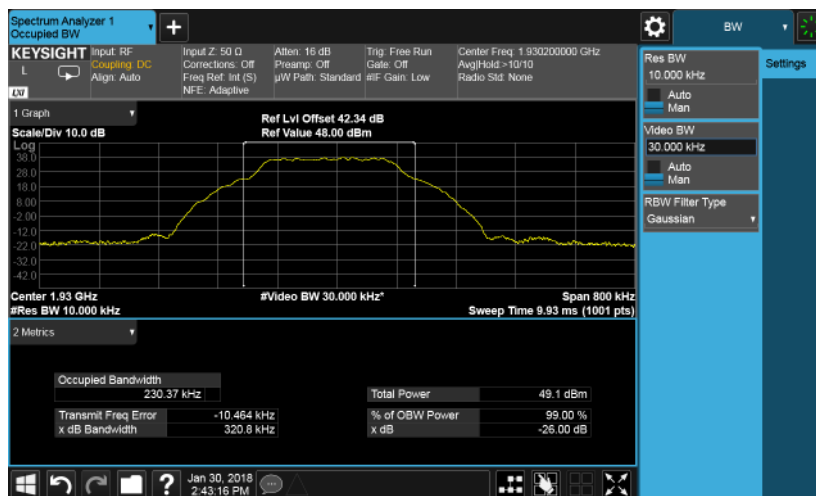 Spectrum Analyzer 1
Occupied BW
BW
KEYSIGHT
L
LXI
Input: RF
Coupling: DC
Align: Auto
Input Z: 50 Ω
Corrections: Off
Freq Ref: Int (S)
NFE: Adaptive
Atten: 16 dB
Preamp: Off
µW Path: Standard
Trig: Free Run
Gate: Off
#IF Gain: Low
Center Freq: 1.930200000 GHz
Avg|Hold:>10/10
Radio Std: None
Res BW
10.000 kHz
Auto
Man
Settings
Video BW
30.000 kHz
Auto
Man
RBW Filter Type
Gaussian
1 Graph
Scale/Div 10.0 dB
Ref Lvl Offset 42.34 dB
Ref Value 48.00 dBm
Log
38.0
28.0
18.0
8.00
-2.00
-12.0
-22.0
-32.0
-42.0
Center 1.93 GHz
#Video BW 30.000 kHz*
Span 800 kHz
#Res BW 10.000 kHz
Sweep Time 9.93 ms (1001 pts)
2 Metrics
Occupied Bandwidth
230.37 kHz
Total Power 49.1 dBm
Transmit Freq Error -10.464 kHz
% of OBW Power 99.00 %
x dB Bandwidth 320.8 kHz
x dB -26.00 dB
?
Jan 30, 2018
2:43:16 PM